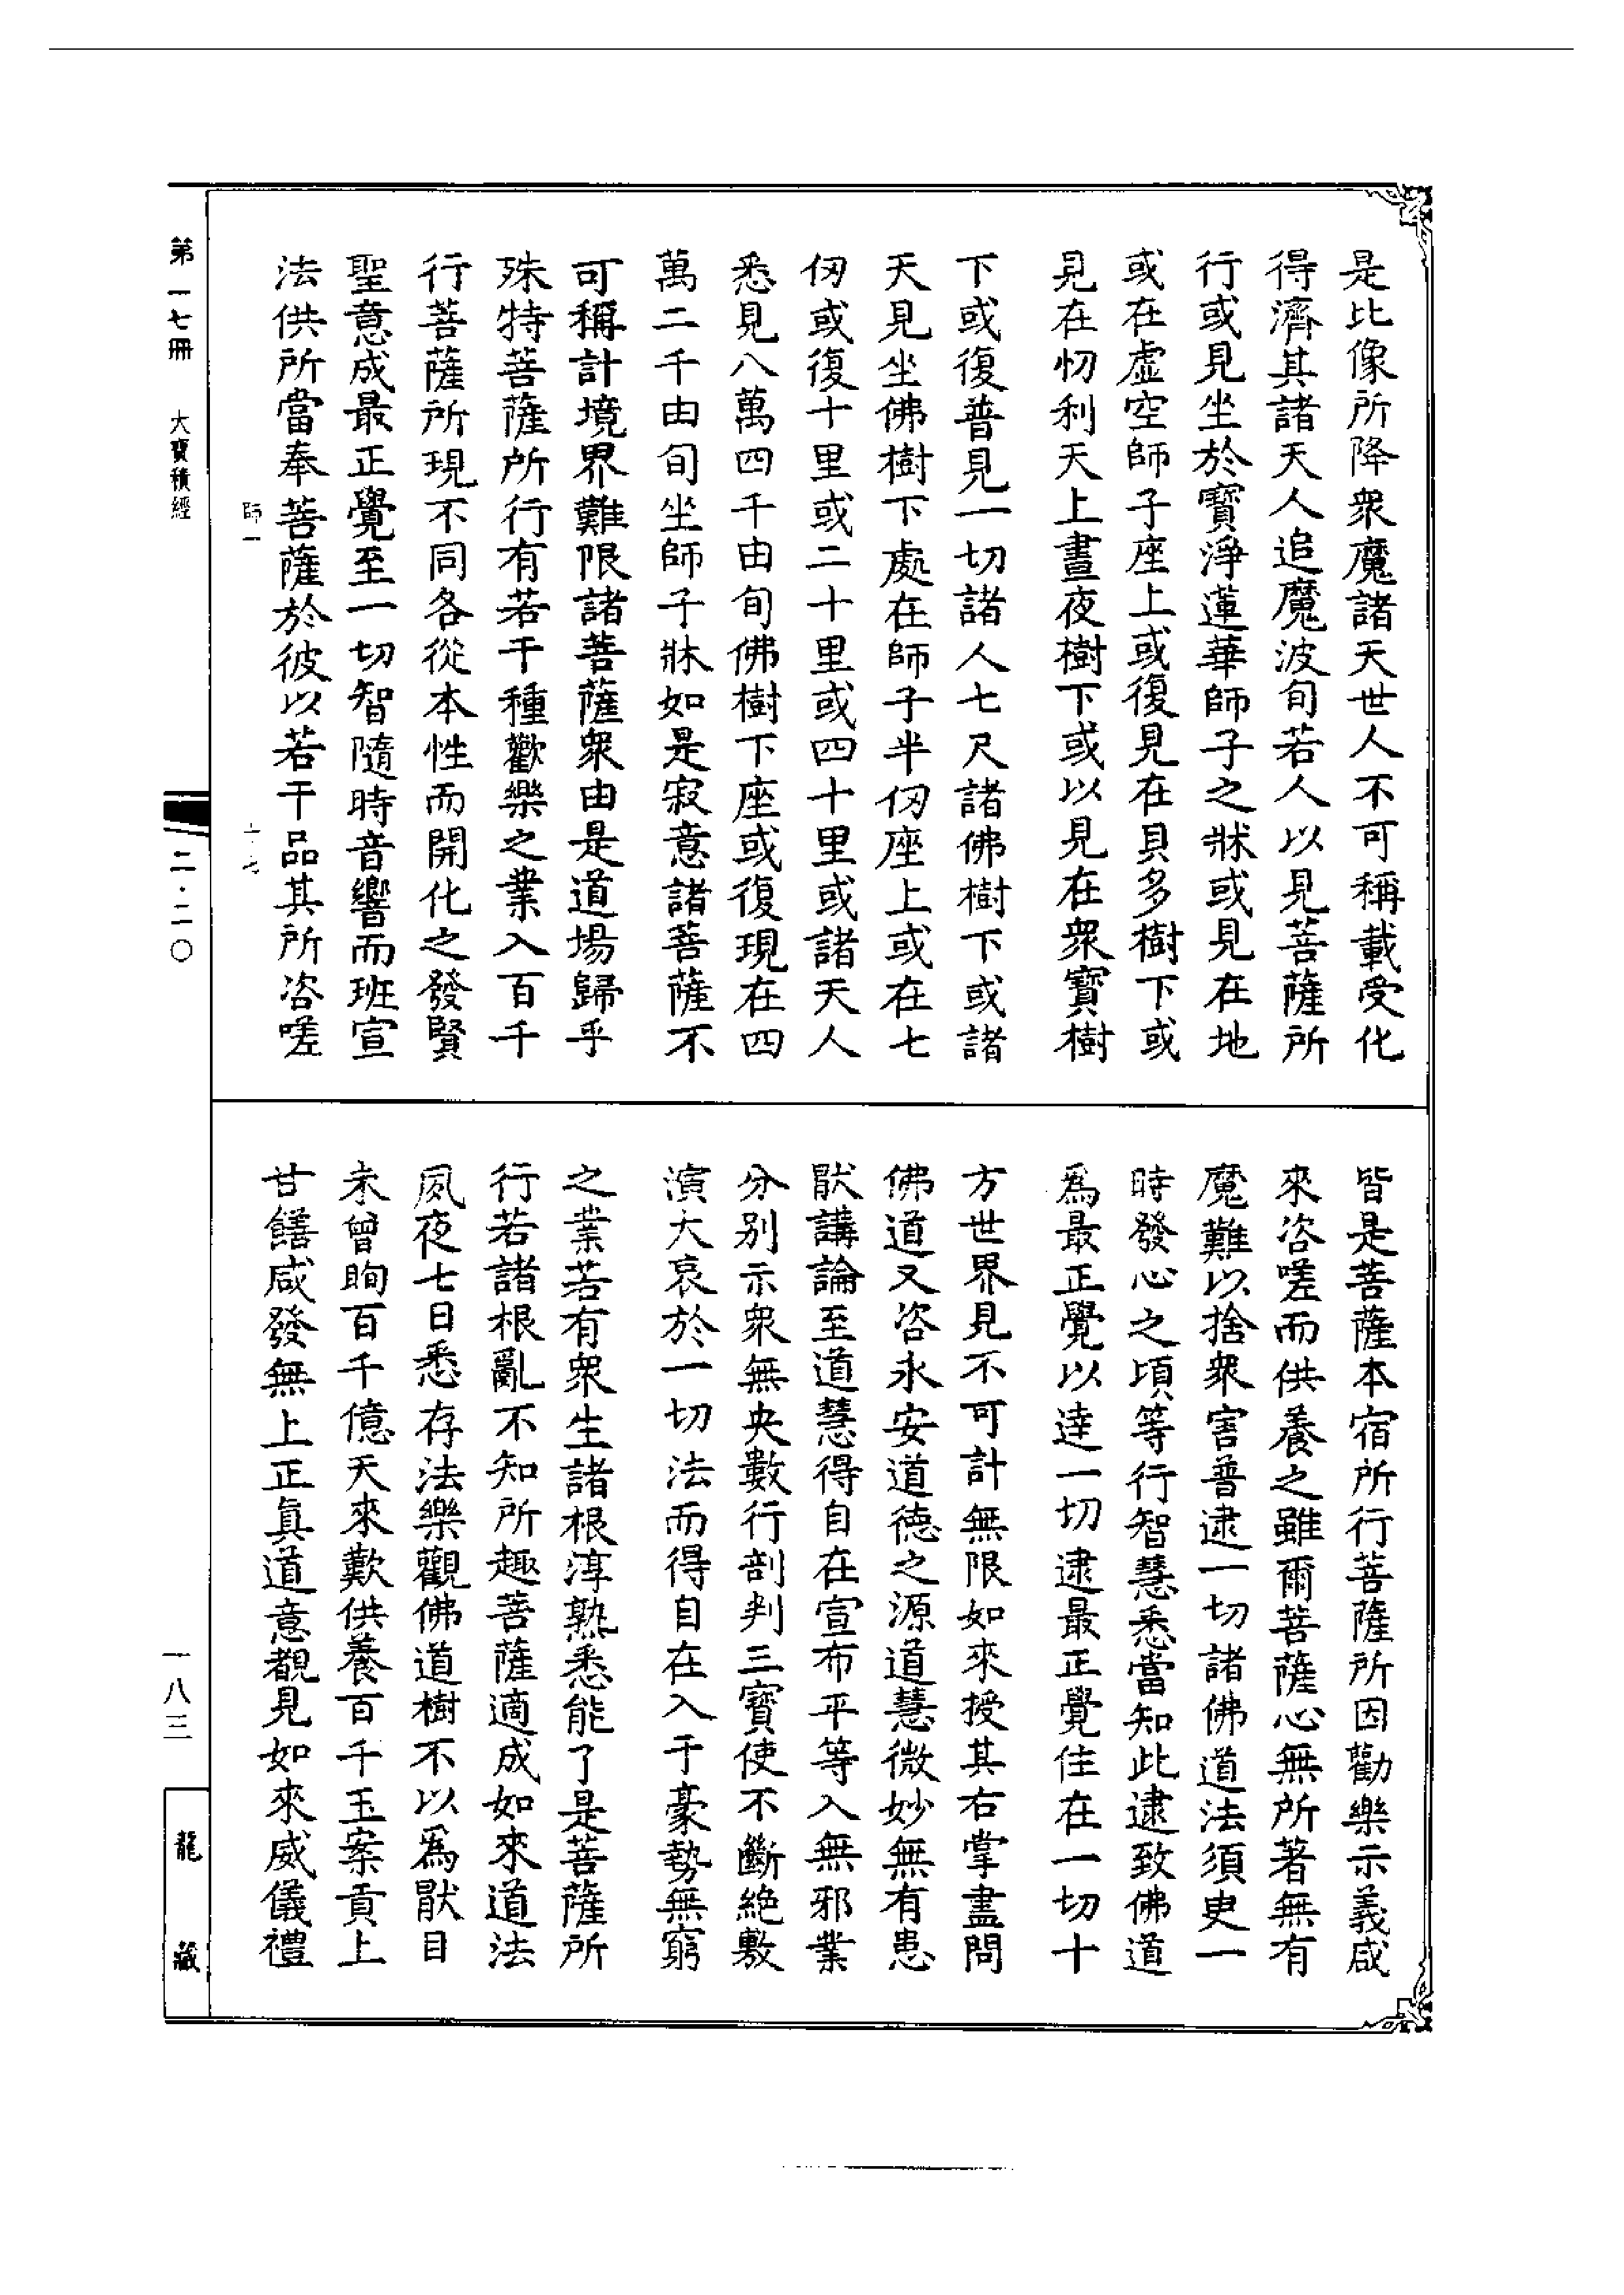 是比像所降衆魔諸天世人不可稱載受化
得濟其諸天人追魔波旬若人以見菩薩所
行或見坐於寶淨蓮華師子之牀或見在地
或在虛空師子座上或復見在貝多樹下或
見在忉利天上晝夜樹下或以見在衆寶樹
下或復普見一切諸人七尺諸佛樹下或諸
天見坐佛樹下處在師子半仞座上或在七
仞或復十里或二十里或四十里或諸天人
悉見八萬四千由旬佛樹下座或復現在四
萬二千由旬坐師子牀如是寂意諸菩薩不
可稱計境界難限諸菩薩衆由是道場歸乎
殊特菩薩所行有若干種歡樂之業入百千
行菩薩所現不同各從本性而開化之發賢
聖意成最正覺至一切智隨時音響而班宣
法供所當奉菩薩於彼以若干品其所咨嗟
皆是菩薩本宿所行菩薩所因勸樂示義咸
來咨嗟而供養之雖爾菩薩心無所著無有
魔難以捨衆害普逮一切諸佛道法須臾一
時發心之頃等行智慧悉當知此逮致佛道
爲最正覺以逹一切逮最正覺住在一切十
方世界見不可計無限如來授其右掌盡問
佛道又咨永安道德之源道慧微妙無有患
猒講論至道慧得自在宣布平等入無邪業
分別示衆無央數行剖判三寶使不斷絶敷
演大哀於一切法而得自在入于豪勢無窮
之業若有衆生諸根淳熟悉能了是菩薩所
行若諸根亂不知所趣菩薩適成如來道法
夙夜七日悉存法樂觀佛道樹不以爲猒目
未曾眴百千億天來歎供養百千玉案貢上
甘饍咸發無上正眞道意覩見如來威儀禮
師一
十七
第一七冊 大寶積經
二·二〇
一八三
龍藏